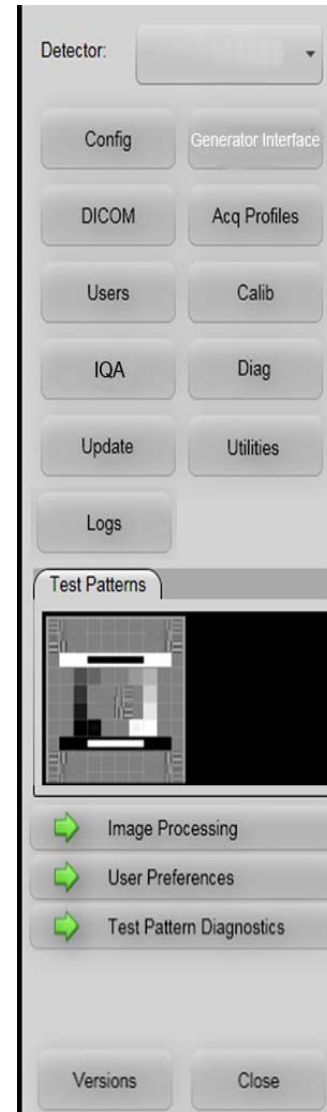 Detector:
Config
Generator Interface
DICOM
Acq Profiles
Users
Calib
IQA
Diag
Update
Utilities
Logs
Test Patterns
Image Processing
User Preferences
Test Pattern Diagnostics
Versions
Close